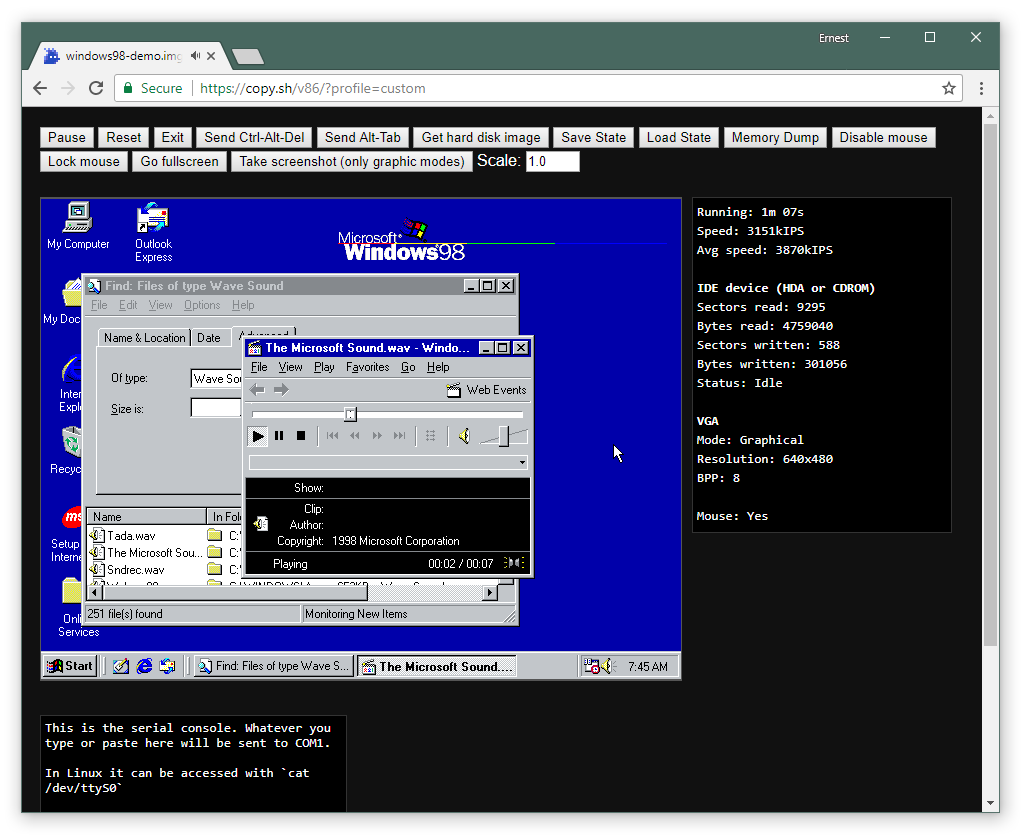 Ernest
windows98-demo.img
Secure https://copy.sh/v86/?profile=custom
Pause Reset Exit Send Ctrl-Alt-Del Send Alt-Tab Get hard disk image Save State Load State Memory Dump Disable mouse
Lock mouse Go fullscreen Take screenshot (only graphic modes) Scale: 1.0
My Computer
Outlook
Express
Microsoft®
Windows98
Find: Files of type Wave Sound
File Edit View Options Help
My Doc
Name & Location Date Advanced
Of type: Wave Sou
Size is:
Inter
Explo
Recyc
Setup
Interne
Onli
Services
Name In Fol
Tada.wav C:\
The Microsoft Sou... C:\
Sndrec.wav C:\
251 file(s) found Monitoring New Items
The Microsoft Sound.wav - Windo...
File View Play Favorites Go Help
Web Events
Show:
Clip:
Author:
Copyright: 1998 Microsoft Corporation
Playing 00:02 / 00:07
Start Find: Files of type Wave S... The Microsoft Sound.... 7:45 AM
Running: 1m 07s
Speed: 3151kIPS
Avg speed: 3870kIPS
IDE device (HDA or CDROM)
Sectors read: 9295
Bytes read: 4759040
Sectors written: 588
Bytes written: 301056
Status: Idle
VGA
Mode: Graphical
Resolution: 640x480
BPP: 8
Mouse: Yes
This is the serial console. Whatever you
type or paste here will be sent to COM1.
In Linux it can be accessed with `cat
/dev/ttyS0`